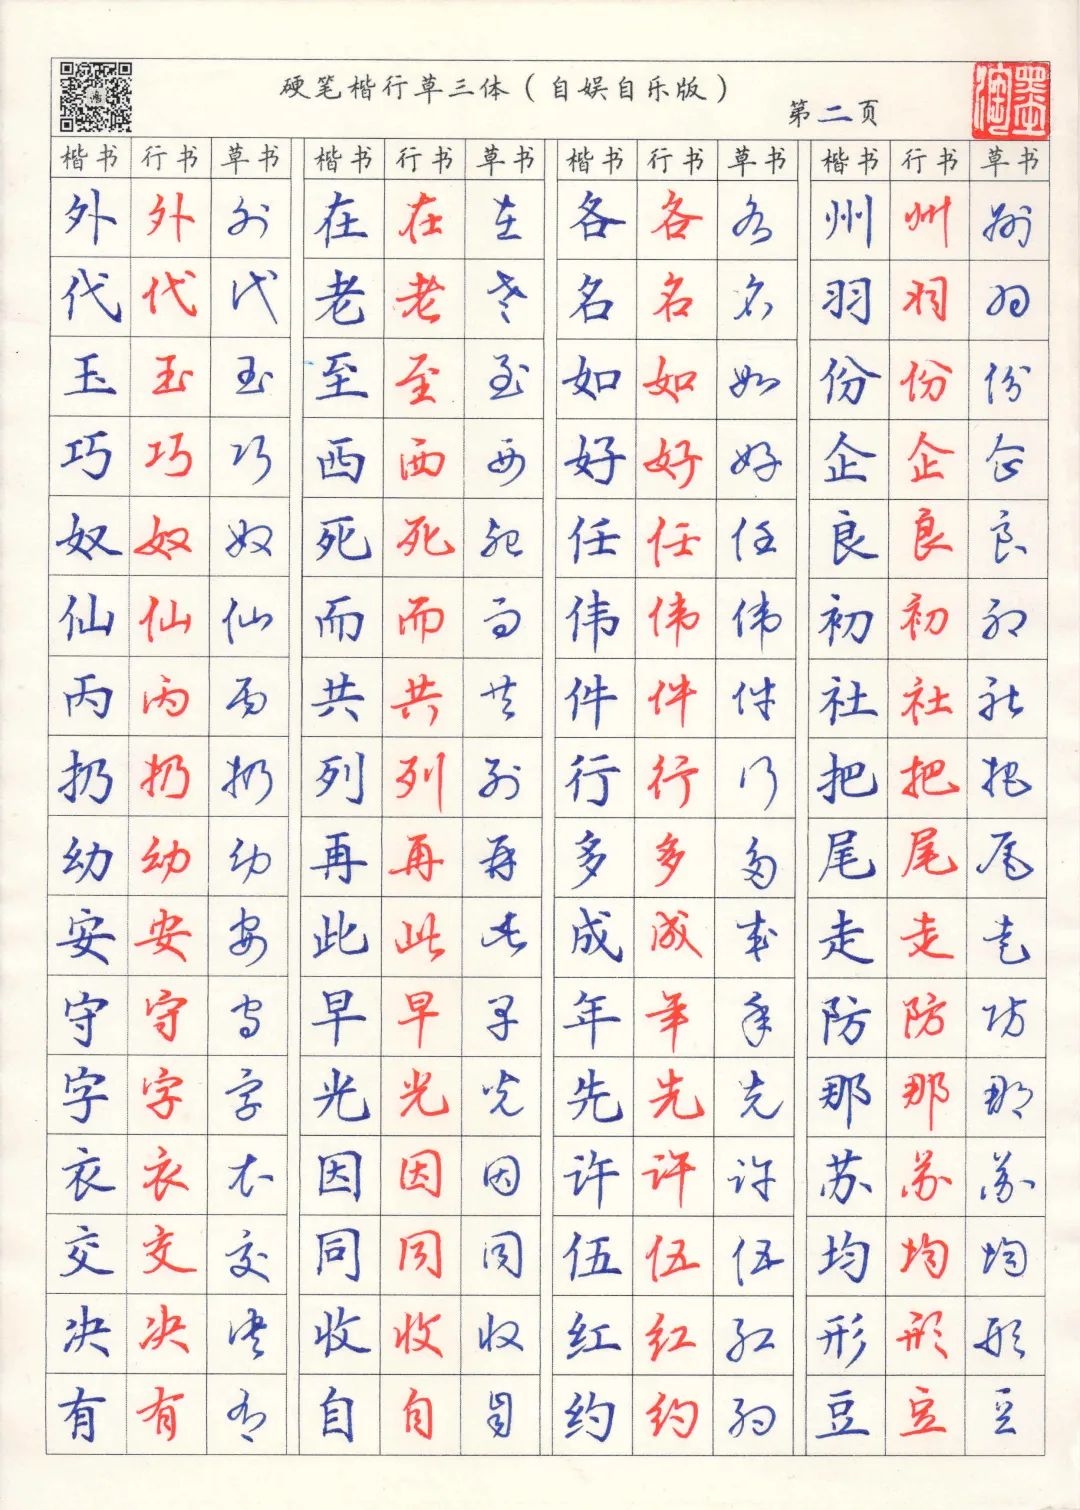 硬笔楷行草三体（自娱自乐版）
第二页
墨海
楷书 行书 草书 楷书 行书 草书 楷书 行书 草书 楷书 行书 草书
外 外 外 在 在 在 各 各 各 州 州 州
代 代 代 老 老 老 名 名 名 羽 羽 羽
玉 玉 玉 至 至 至 如 如 如 份 份 份
巧 巧 巧 西 西 西 好 好 好 企 企 企
奴 奴 奴 死 死 死 任 任 任 良 良 良
仙 仙 仙 而 而 而 伟 伟 伟 初 初 初
丙 丙 丙 共 共 共 件 件 件 社 社 社
扔 扔 扔 列 列 列 行 行 行 把 把 把
幼 幼 幼 再 再 再 多 多 多 尾 尾 尾
安 安 安 此 此 此 成 成 成 走 走 走
守 守 守 早 早 早 年 年 年 防 防 防
字 字 字 光 光 光 先 先 先 那 那 那
衣 衣 衣 因 因 因 许 许 许 苏 苏 苏
交 交 交 同 同 同 伍 伍 伍 均 均 均
决 决 决 收 收 收 红 红 红 形 形 形
有 有 有 自 自 自 约 约 约 豆 豆 豆